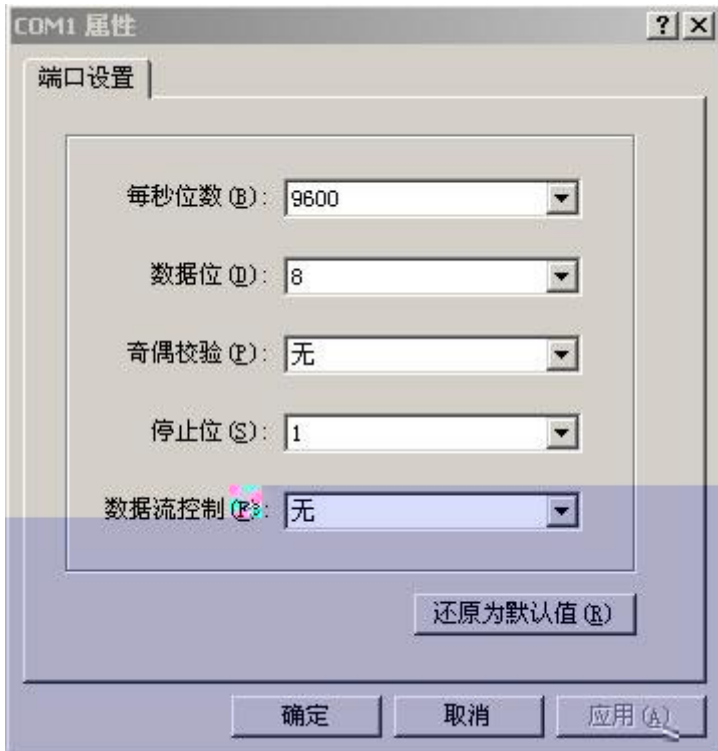 COM1 属性
端口设置
每秒位数(B): 9600
数据位(D): 8
奇偶校验(P): 无
停止位(S): 1
数据流控制(F): 无
还原为默认值(R)
确定 取消 应用(A)